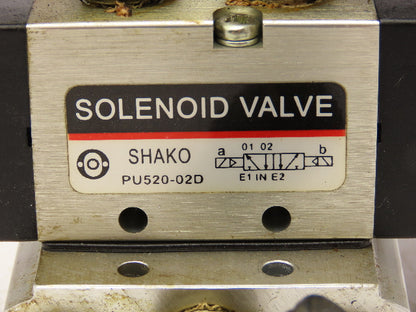 SOLENOID VALVE
SHAKO
PU520-02D
a 01 02 b
E1 IN E2